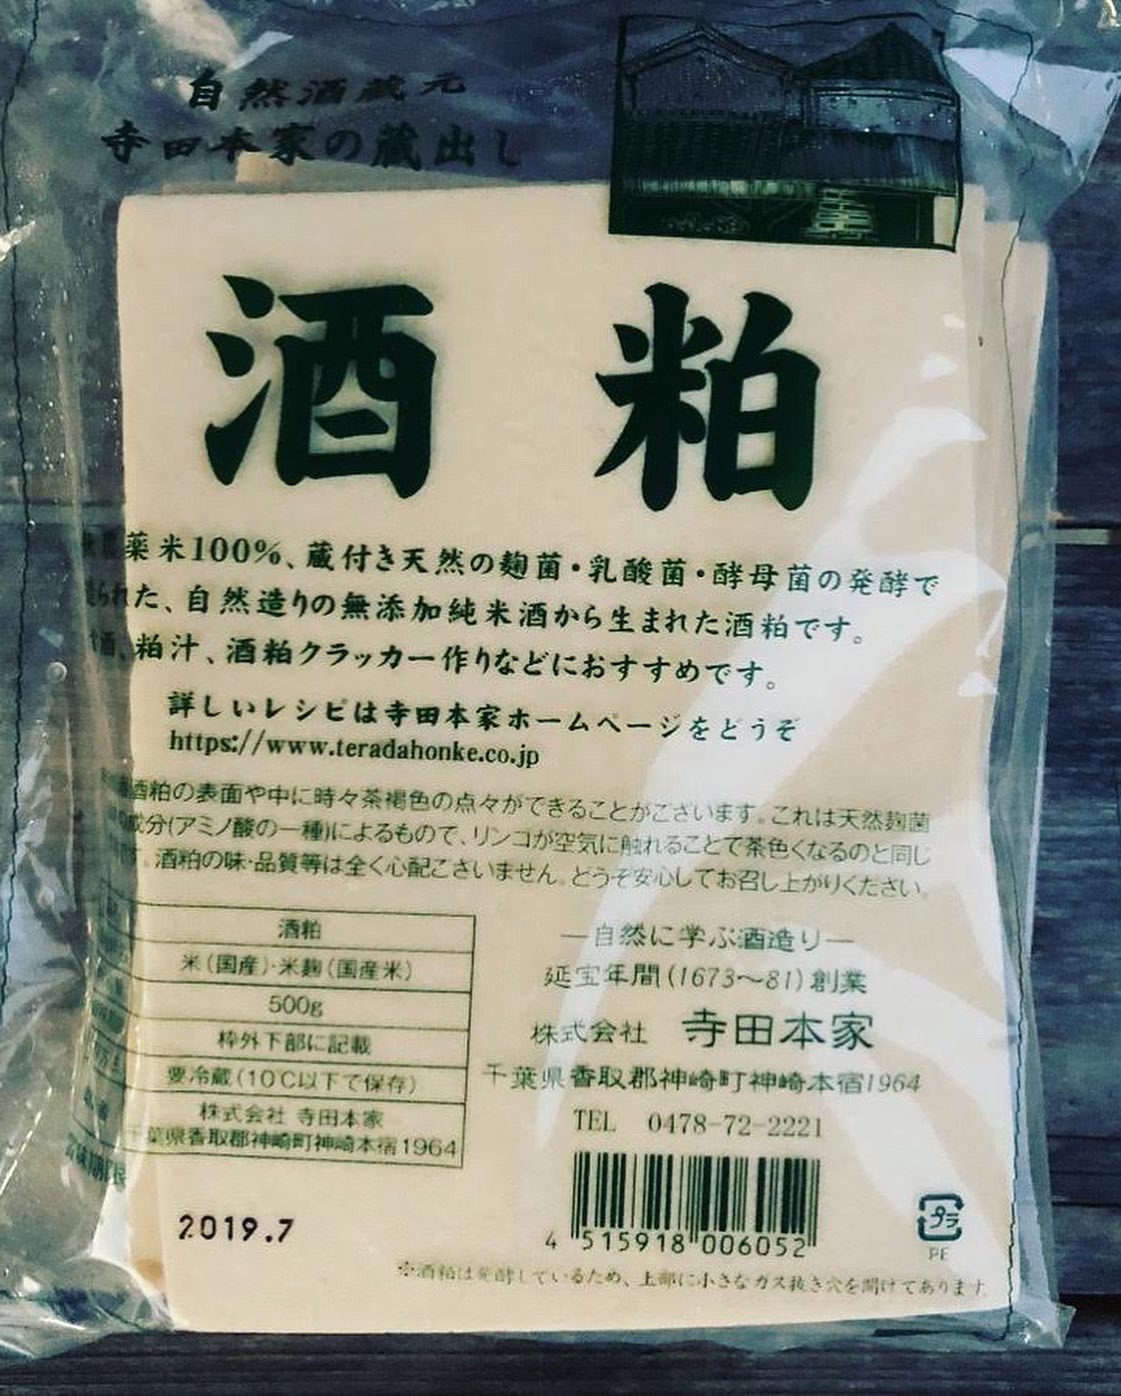 自然酒蔵元
寺田本家の蔵出し
酒粕
薬米100%、蔵付き天然の麹菌・乳酸菌・酵母菌の発酵で
られた、自然造りの無添加純米酒から生まれた酒粕です。
酒、粕汁、酒粕クラッカー作りなどにおすすめです。
詳しいレシピは寺田本家ホームページをどうぞ
https://www.teradahonke.co.jp
酒粕の表面や中に時々茶褐色の点々ができることがございます。これは天然麹菌
成分(アミノ酸の一種)によるもので、リンゴが空気に触れることで茶色くなるのと同じ
す。酒粕の味・品質等は全く心配ございません。どうぞ安心してお召し上がりください。
酒粕
米(国産)・米麹(国産米)
500g
枠外下部に記載
要冷蔵(10℃以下で保存)
株式会社 寺田本家
千葉県香取郡神崎町神崎本宿1964
賞味期限
2019.7
―自然に学ぶ酒造り―
延宝年間(1673〜81)創業
株式会社 寺田本家
千葉県香取郡神崎町神崎本宿1964
TEL 0478-72-2221
4 515918 006052
プラ
PE
※酒粕は発酵しているため、上部に小さなガス抜き穴を開けてあります